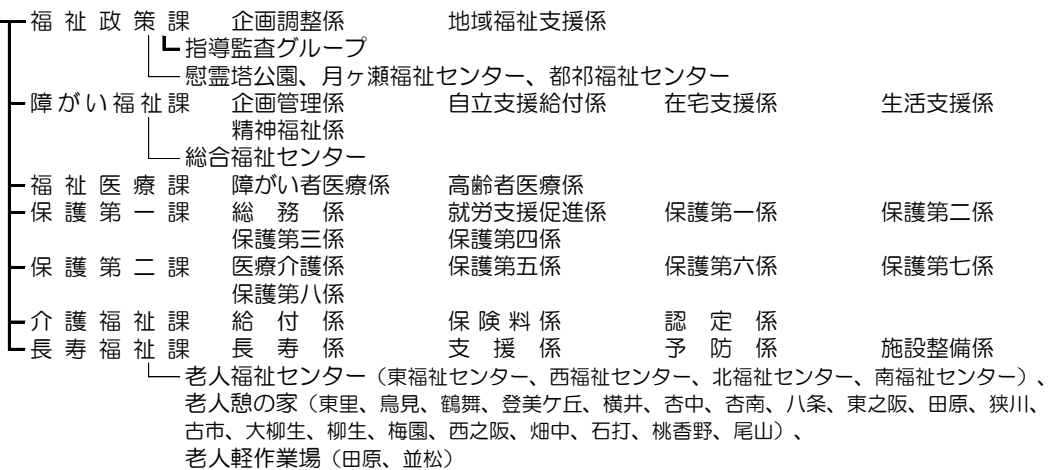 福祉政策課 企画調整係 地域福祉支援係
指導監査グループ
慰霊塔公園、月ヶ瀬福祉センター、都祁福祉センター
障がい福祉課 企画管理係 自立支援給付係 在宅支援係 生活支援係
精神福祉係
総合福祉センター
福祉医療課 障がい者医療係 高齢者医療係
保護第一課 総務係 就労支援促進係 保護第一係 保護第二係
保護第三係 保護第四係
保護第二課 医療介護係 保護第五係 保護第六係 保護第七係
保護第八係
介護福祉課 給付係 保険料係 認定係
長寿福祉課 長寿係 支援係 予防係 施設整備係
老人福祉センター（東福祉センター、西福祉センター、北福祉センター、南福祉センター）、
老人憩の家（東里、鳥見、鶴舞、登美ケ丘、横井、杏中、杏南、八条、東之阪、田原、狭川、
古市、大柳生、柳生、梅園、西之阪、畑中、石打、桃香野、尾山）、
老人軽作業場（田原、並松）